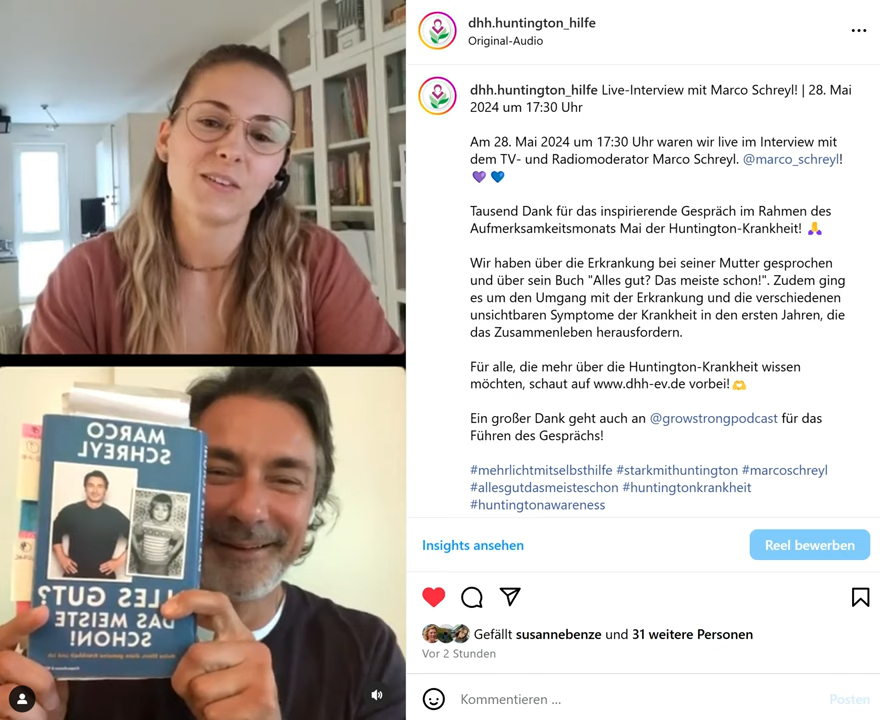 dhh.huntington_hilfe
Original-Audio
dhh.huntington_hilfe Live-Interview mit Marco Schreyl! | 28. Mai
2024 um 17:30 Uhr
Am 28. Mai 2024 um 17:30 Uhr waren wir live im Interview mit
dem TV- und Radiomoderator Marco Schreyl. @marco_schreyl!
💜 💙
Tausend Dank für das inspirierende Gespräch im Rahmen des
Aufmerksamkeitsmonats Mai der Huntington-Krankheit! 🙏
Wir haben über die Erkrankung bei seiner Mutter gesprochen
und über sein Buch "Alles gut? Das meiste schon!". Zudem ging
es um den Umgang mit der Erkrankung und die verschiedenen
unsichtbaren Symptome der Krankheit in den ersten Jahren, die
das Zusammenleben herausfordern.
Für alle, die mehr über die Huntington-Krankheit wissen
möchten, schaut auf www.dhh-ev.de vorbei! 🫶
Ein großer Dank geht auch an @growstrongpodcast für das
Führen des Gesprächs!
#mehrlichtmitselbsthilfe #starkmithuntington #marcoschreyl
#allesgutdasmeisteschon #huntingtonkrankheit
#huntingtonawareness
Insights ansehen
Reel bewerben
Gefällt susannebenze und 31 weitere Personen
Vor 2 Stunden
Kommentieren ...
Posten
MARCO
SCHREYL
LLES GUT?
DAS MEISTE
SCHON!